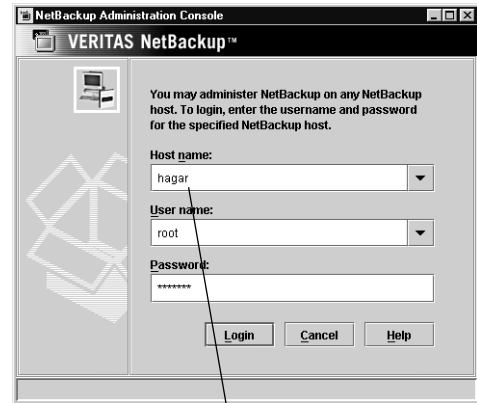 NetBackup Administration Console
VERITAS NetBackup™
You may administer NetBackup on any NetBackup
host. To login, enter the username and password
for the specified NetBackup host.
Host name:
hagar
User name:
root
Password:
*******
Login Cancel Help